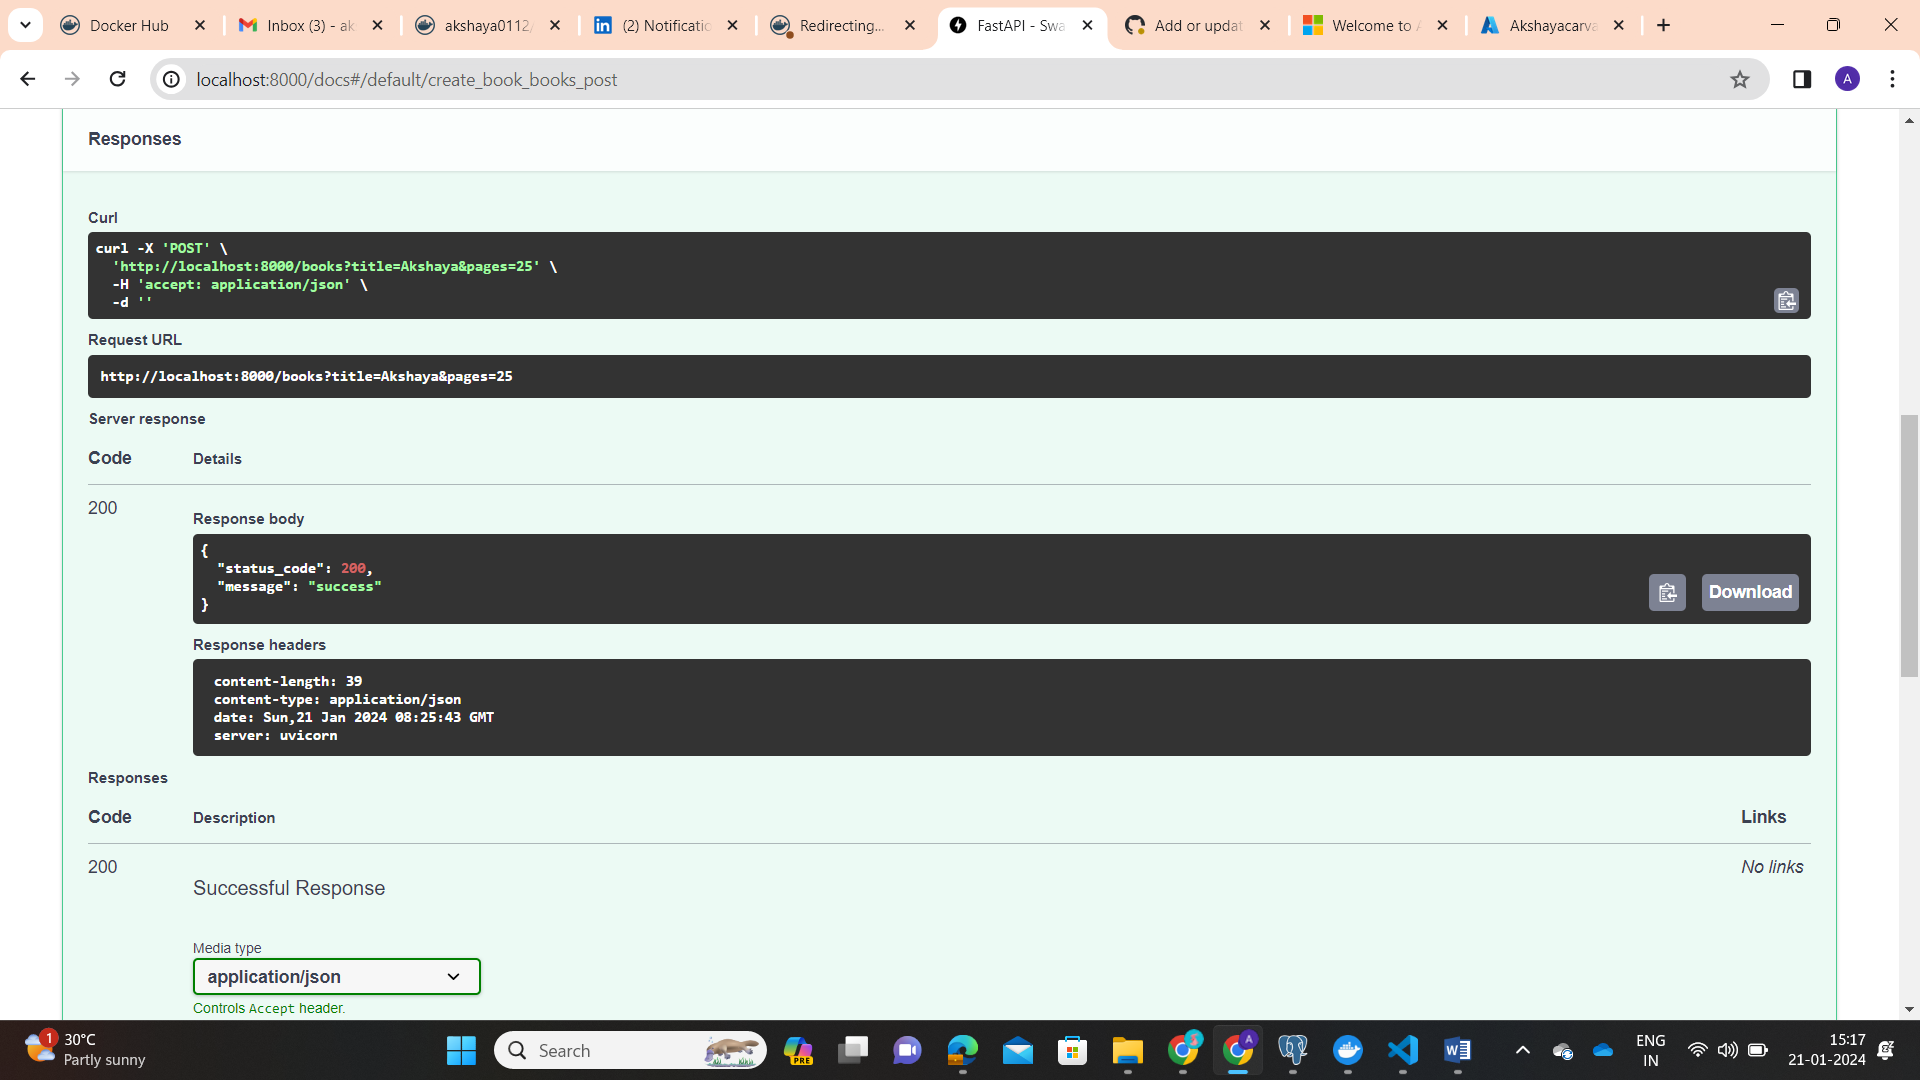 Docker Hub
Inbox (3) - ak
akshaya0112/
(2) Notificatio
Redirecting...
FastAPI - Swa
Add or updat
Welcome to A
Akshayacarva
localhost:8000/docs#/default/create_book_books_post
A
Responses
Curl
curl -X 'POST' \
'http://localhost:8000/books?title=Akshaya&pages=25' \
-H 'accept: application/json' \
-d ''
Request URL
http://localhost:8000/books?title=Akshaya&pages=25
Server response
Code Details
200
Response body
{
"status_code": 200,
"message": "success"
}
Download
Response headers
content-length: 39
content-type: application/json
date: Sun,21 Jan 2024 08:25:43 GMT
server: uvicorn
Responses
Code Description Links
200 No links
Successful Response
Media type
application/json
Controls Accept header.
1
30°C
Partly sunny
Search
PRE
A
ENG
IN
15:17
21-01-2024